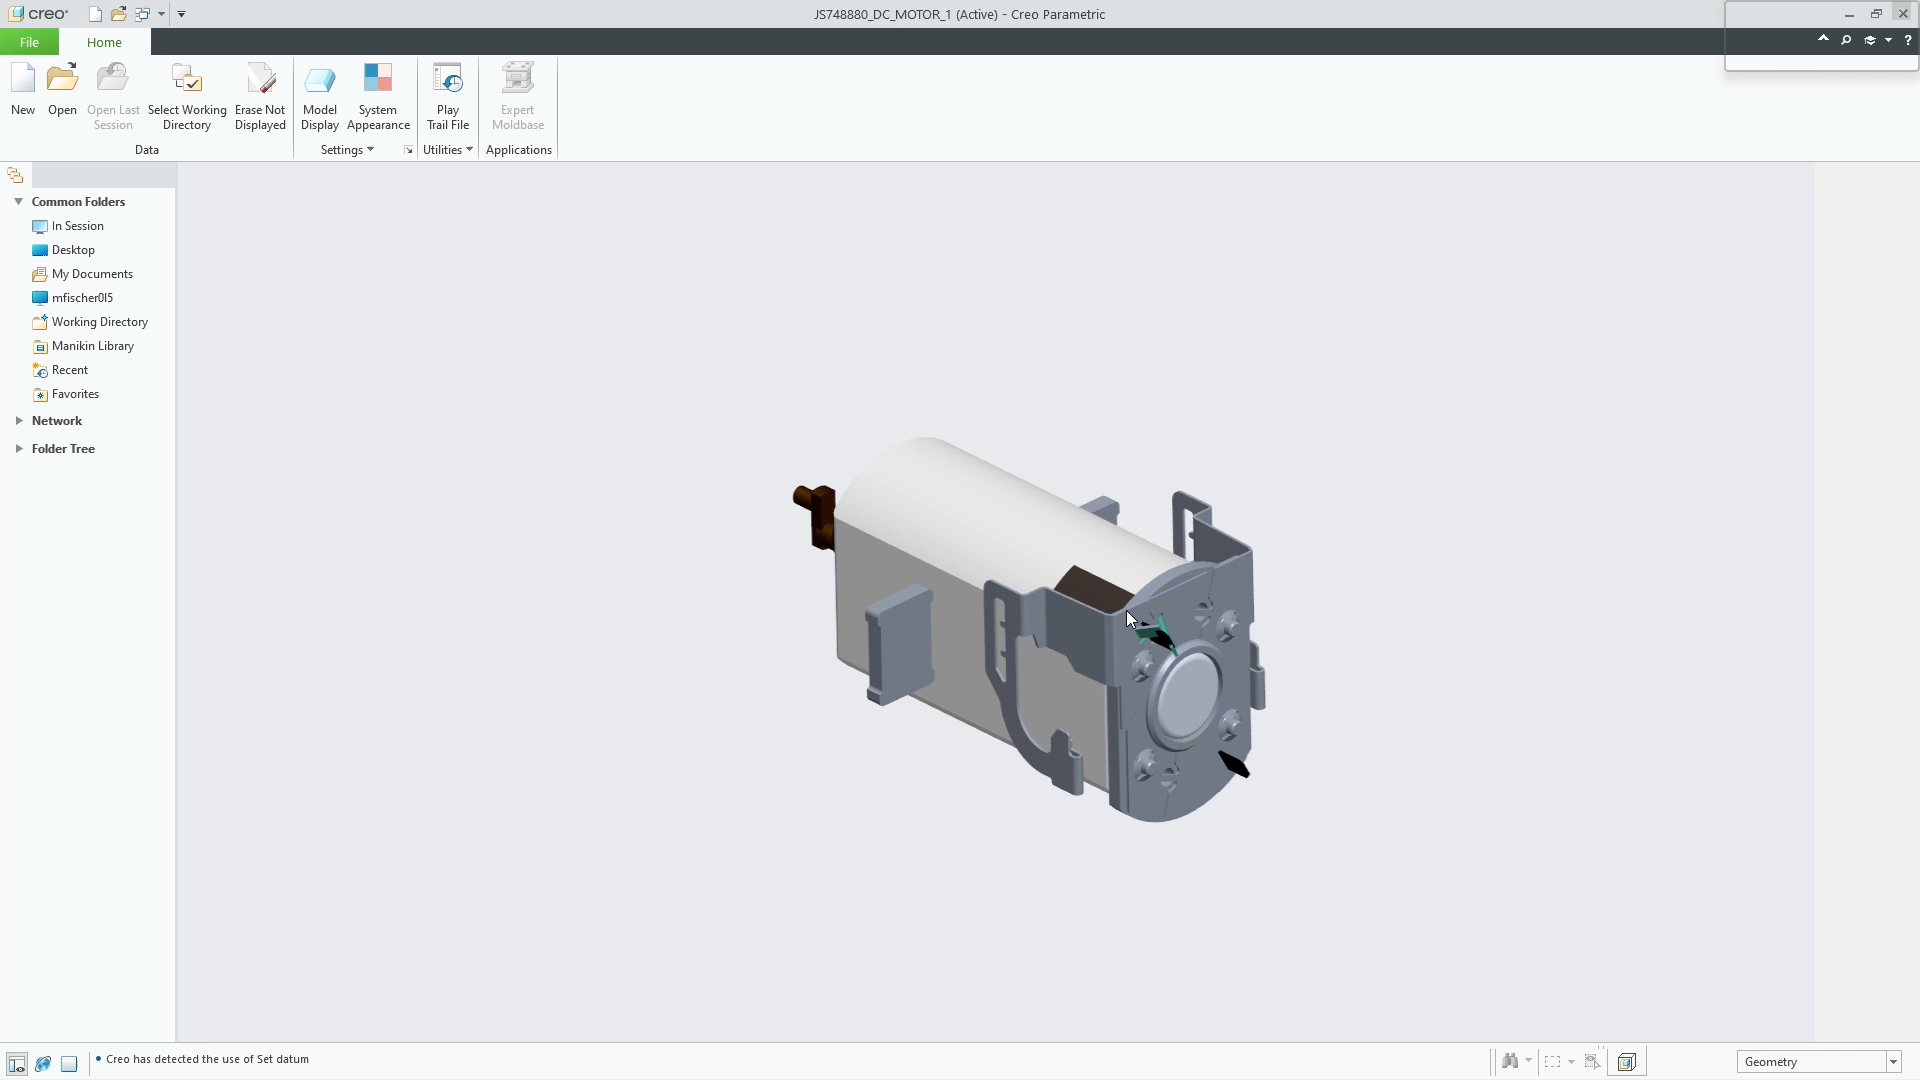 creo
JS748880_DC_MOTOR_1 (Active) - Creo Parametric
File
Home
?
New
Open
Open Last
Session
Select Working
Directory
Erase Not
Displayed
Model
Display
System
Appearance
Play
Trail File
Expert
Moldbase
Data
Settings
Utilities
Applications
Common Folders
In Session
Desktop
My Documents
mfischer0l5
Working Directory
Manikin Library
Recent
Favorites
Network
Folder Tree
Creo has detected the use of Set datum
Geometry